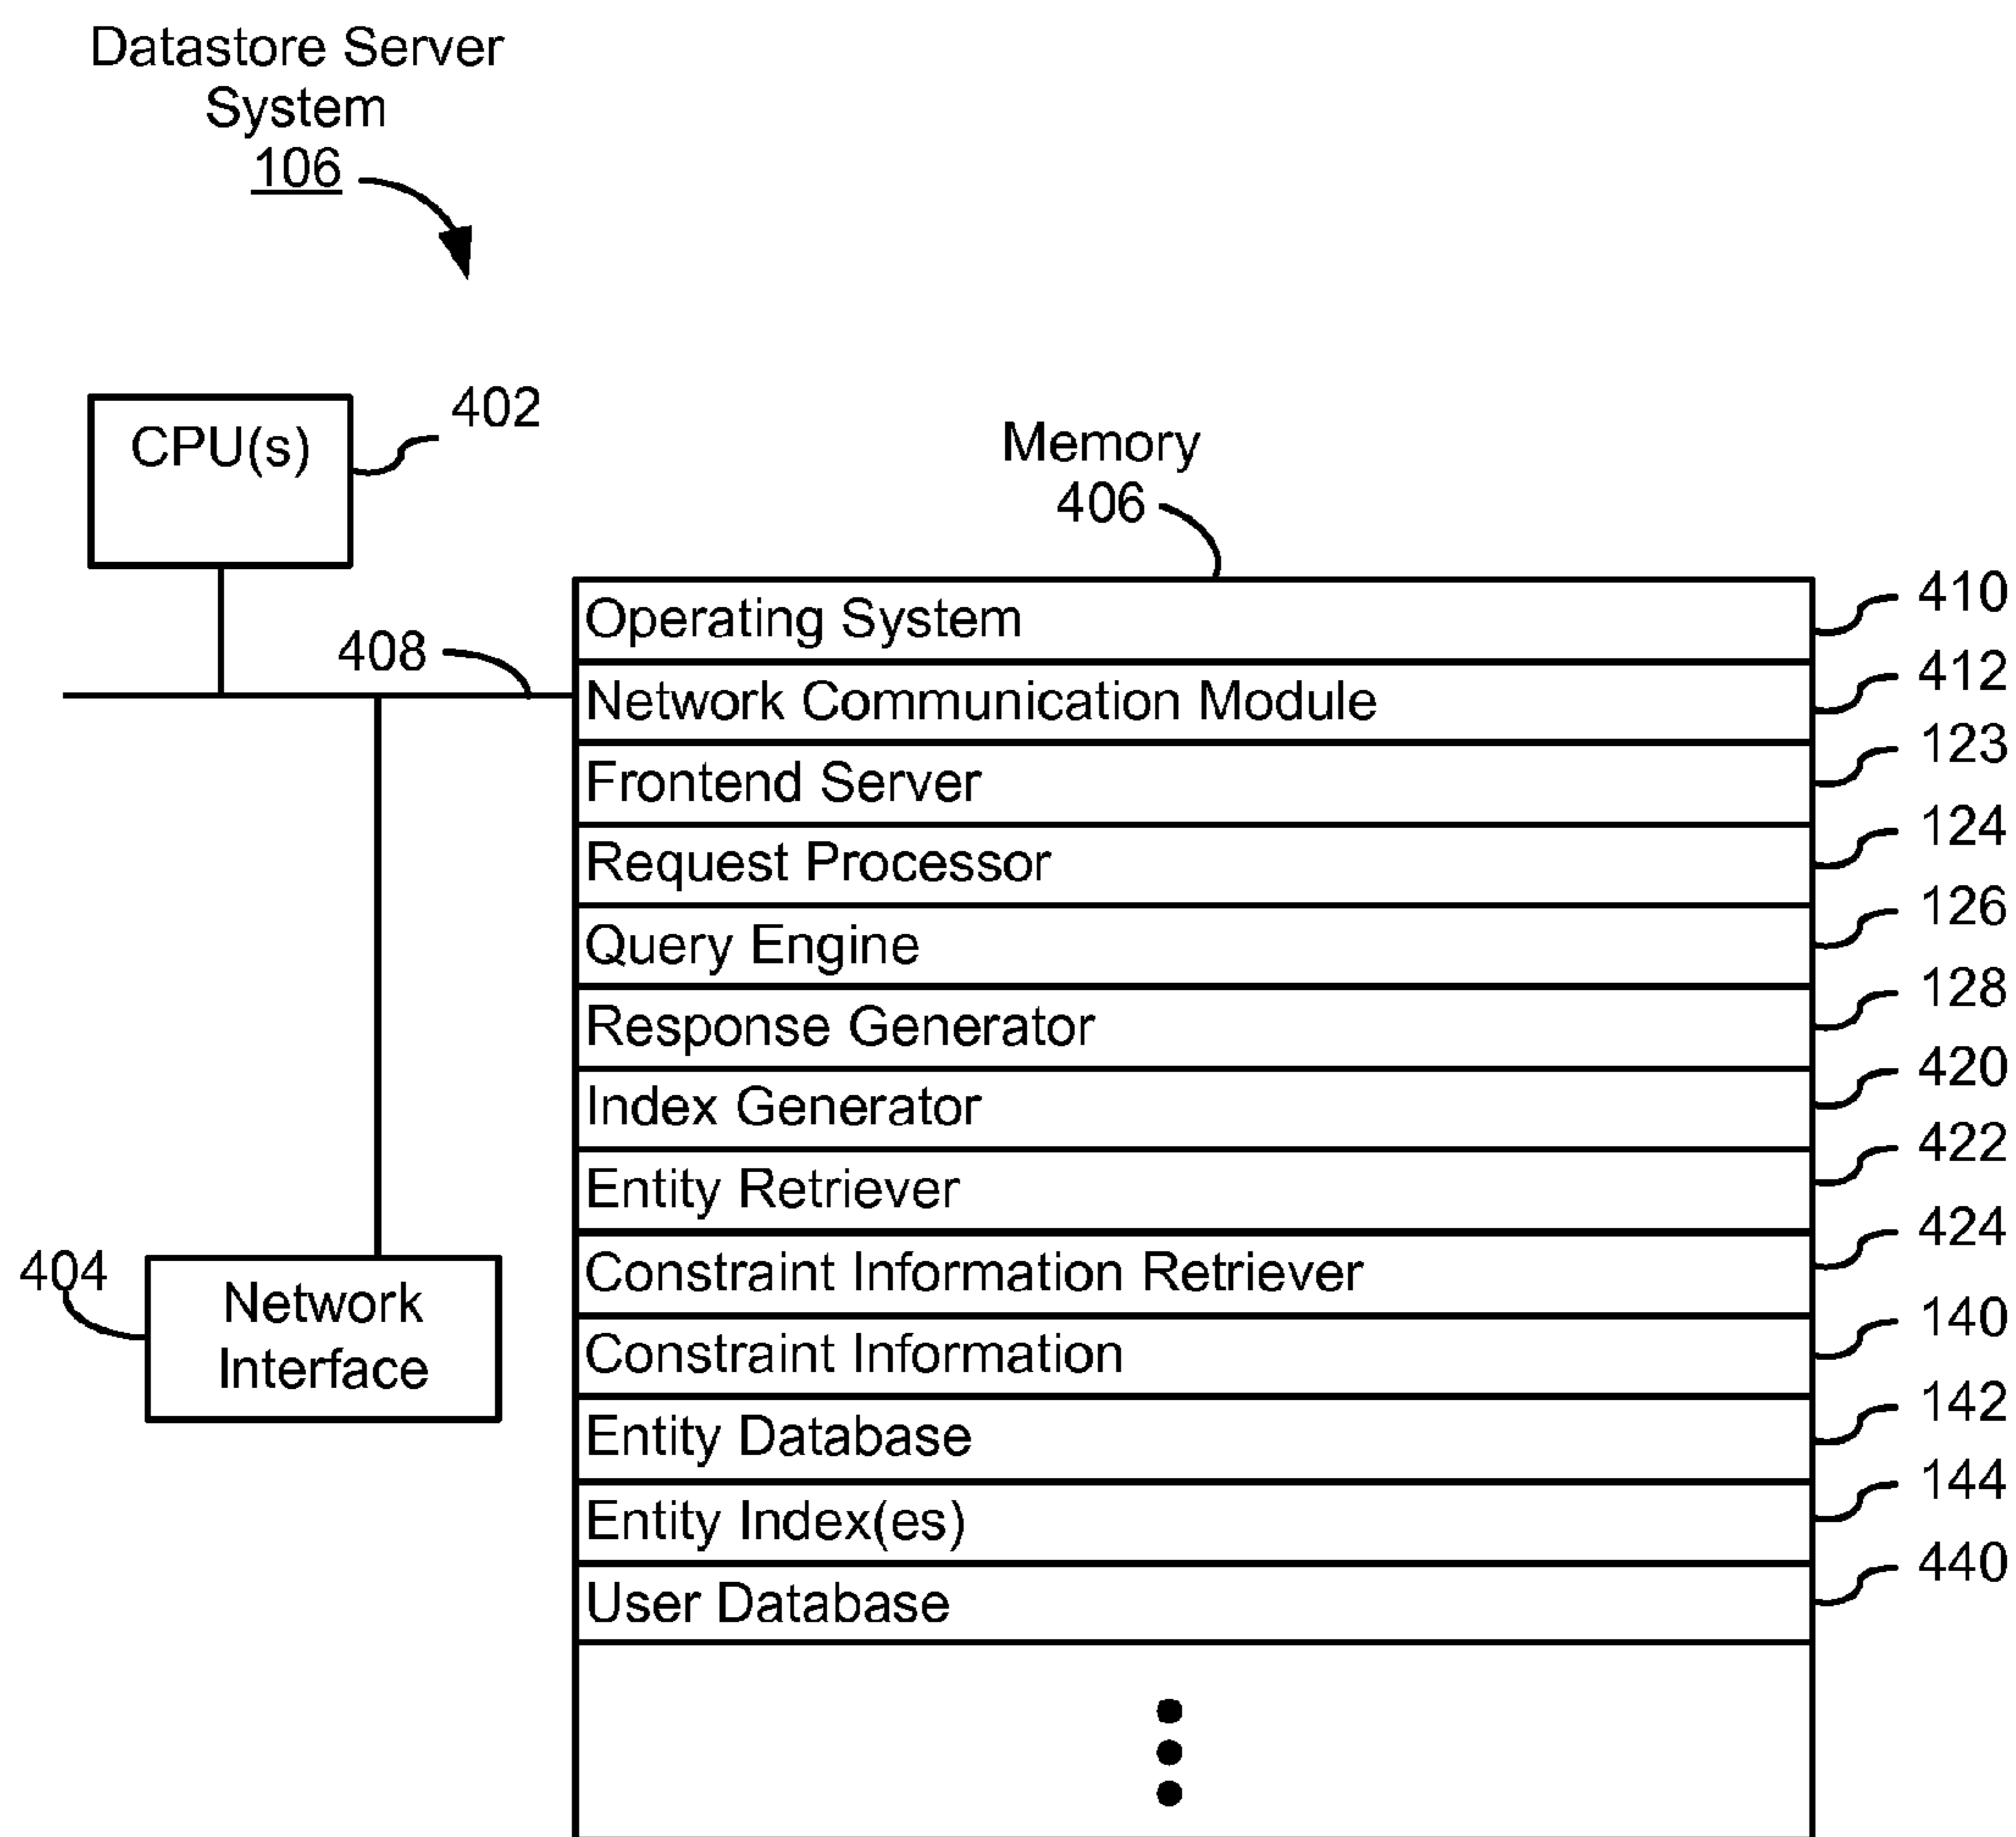 Datastore Server
System
106
CPU(s)
402
Memory
406
408
Operating System
410
Network Communication Module
412
Frontend Server
123
Request Processor
124
Query Engine
126
Response Generator
128
Index Generator
420
Entity Retriever
422
Constraint Information Retriever
424
Constraint Information
140
Entity Database
142
Entity Index(es)
144
User Database
440
404
Network
Interface